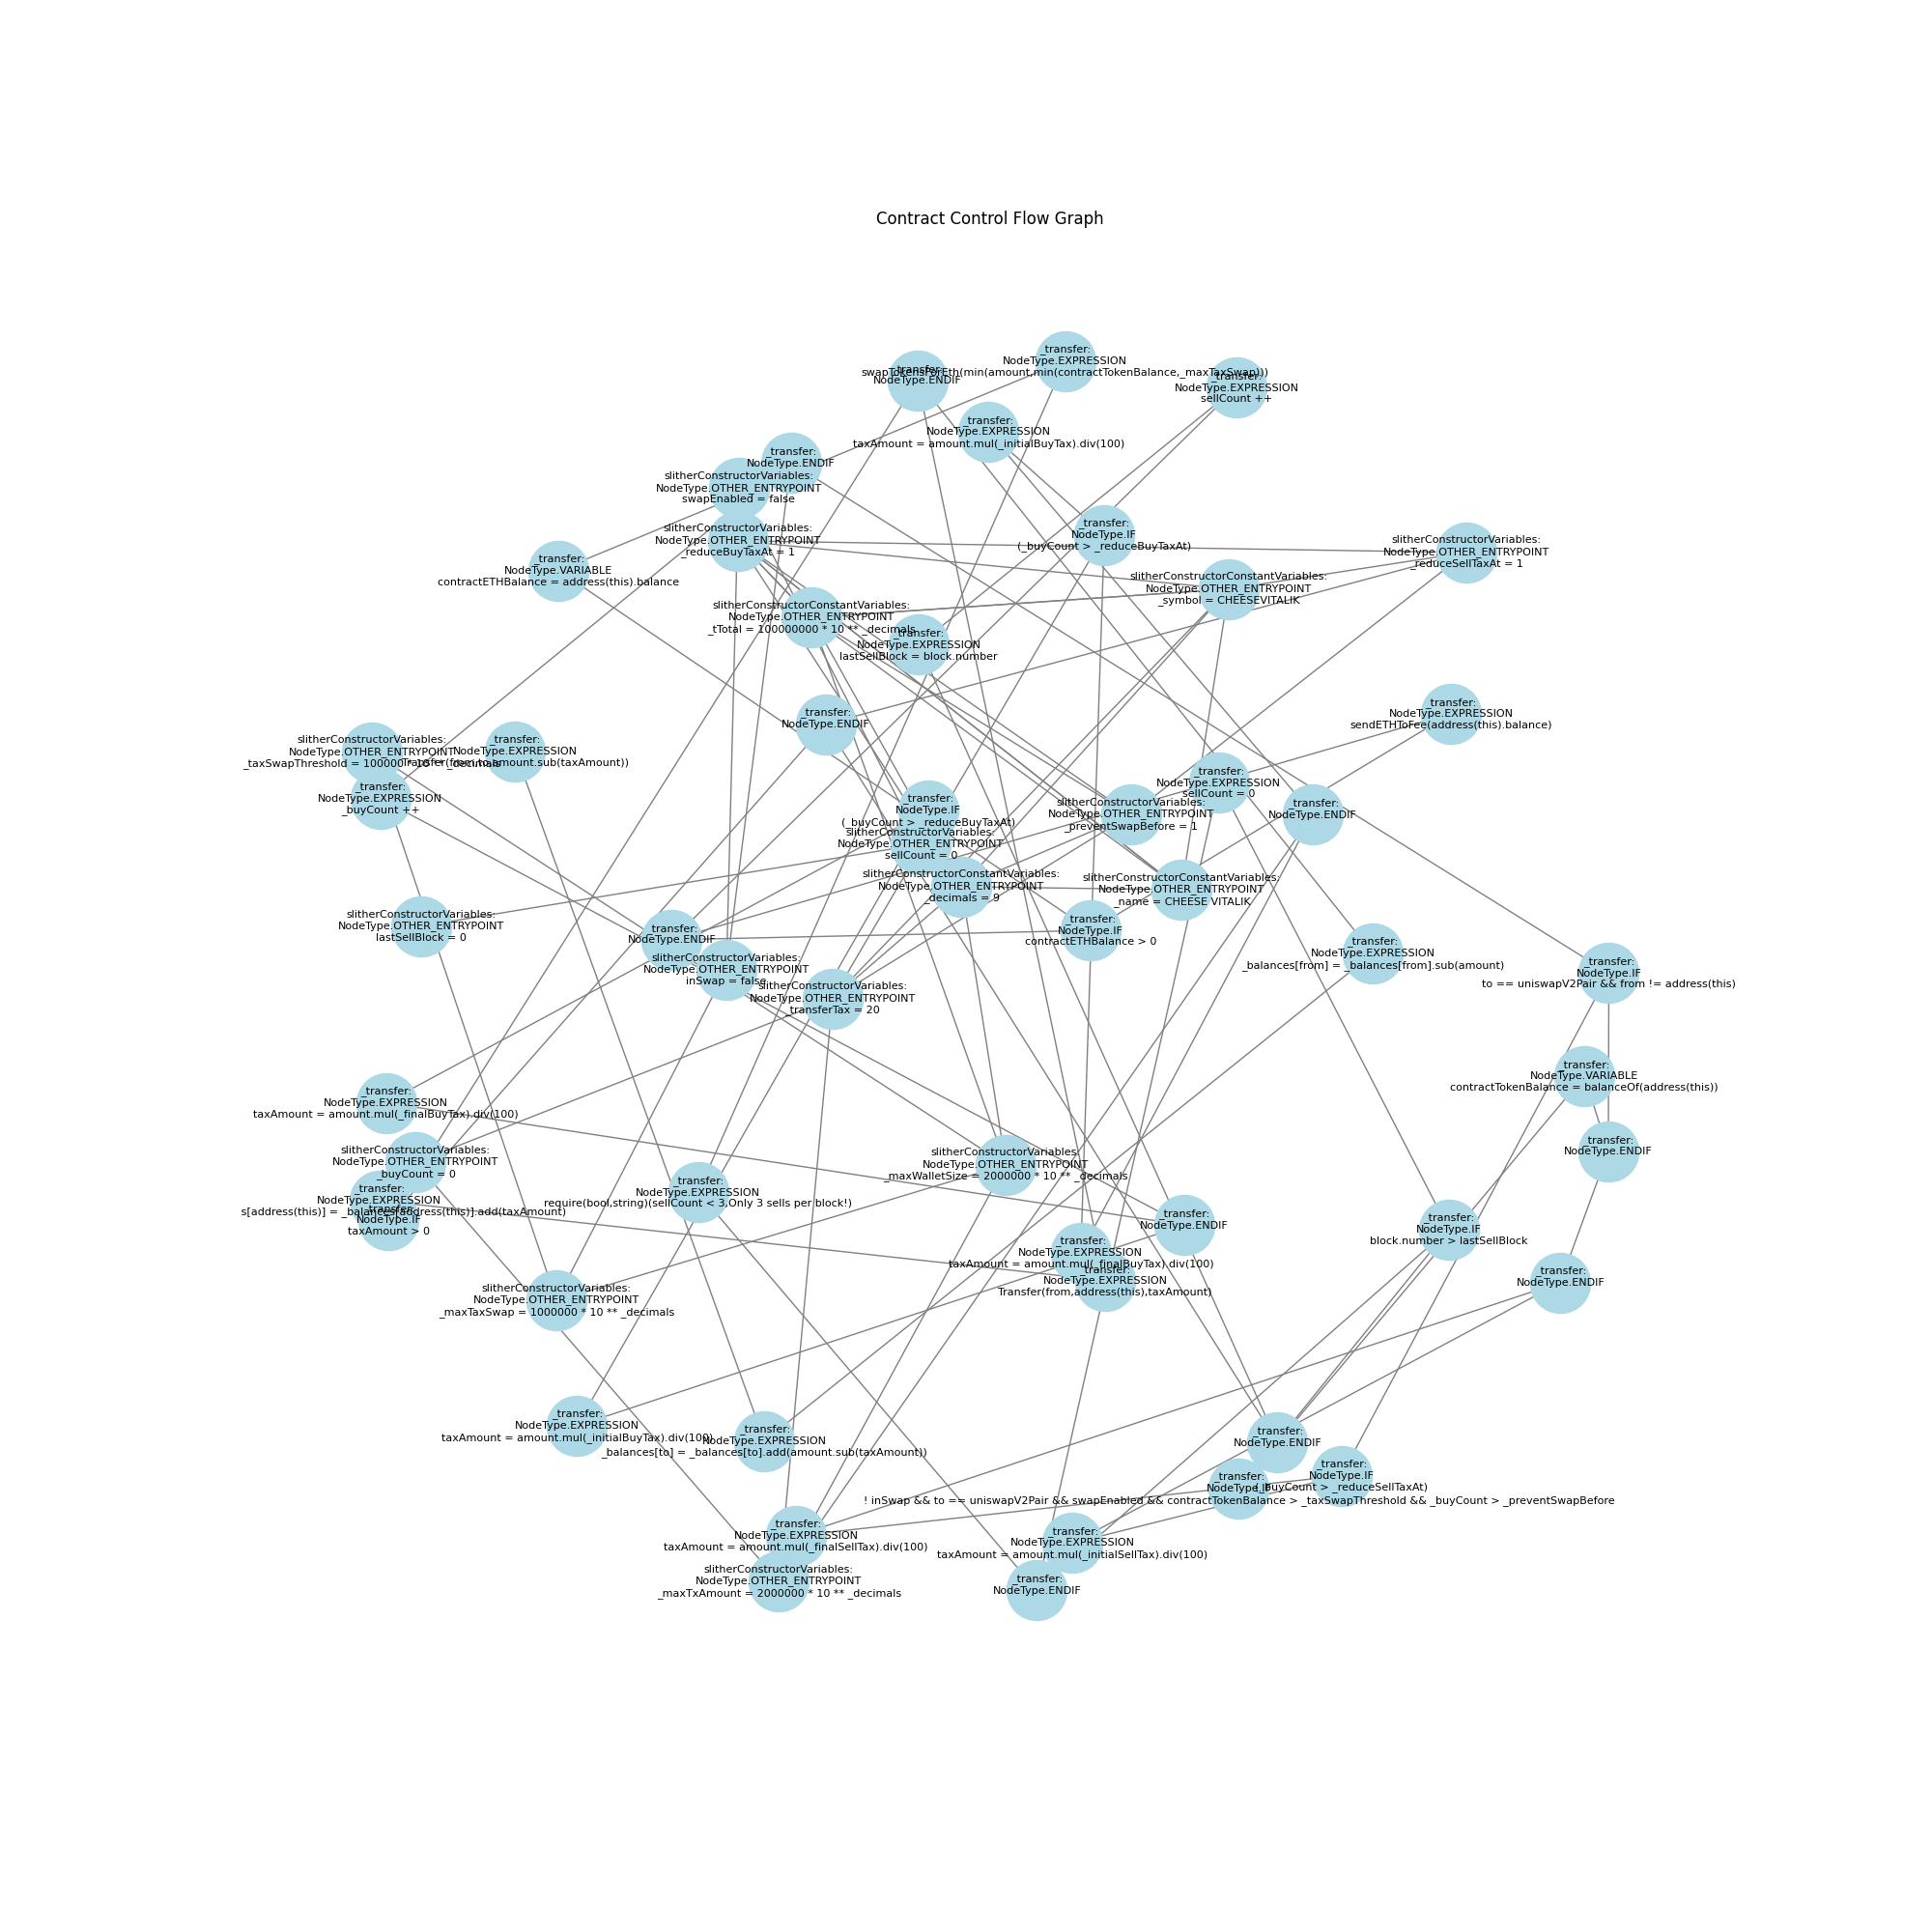 Contract Control Flow Graph
_transfer:
NodeType.EXPRESSION
swapTokensForEth(min(amount,min(contractTokenBalance,_maxTaxSwap)))
_transfer:
NodeType.ENDIF
_transfer:
NodeType.EXPRESSION
sellCount ++
_transfer:
NodeType.EXPRESSION
taxAmount = amount.mul(_initialBuyTax).div(100)
_transfer:
NodeType.ENDIF
slitherConstructorVariables:
NodeType.OTHER_ENTRYPOINT
swapEnabled = false
slitherConstructorVariables:
NodeType.OTHER_ENTRYPOINT
_reduceBuyTaxAt = 1
_transfer:
NodeType.IF
(_buyCount > _reduceBuyTaxAt)
slitherConstructorVariables:
NodeType.OTHER_ENTRYPOINT
_reduceSellTaxAt = 1
_transfer:
NodeType.VARIABLE
contractETHBalance = address(this).balance
slitherConstructorConstantVariables:
NodeType.OTHER_ENTRYPOINT
_symbol = CHEESEVITALIK
slitherConstructorConstantVariables:
NodeType.OTHER_ENTRYPOINT
_tTotal = 100000000 * 10 ** _decimals
_transfer:
NodeType.EXPRESSION
lastSellBlock = block.number
_transfer:
NodeType.ENDIF
_transfer:
NodeType.EXPRESSION
sendETHToFee(address(this).balance)
slitherConstructorVariables:
NodeType.OTHER_ENTRYPOINT
_taxSwapThreshold = 100000 * 10 ** _decimals
_transfer:
NodeType.EXPRESSION
Transfer(from,to,amount.sub(taxAmount))
_transfer:
NodeType.EXPRESSION
_buyCount ++
_transfer:
NodeType.EXPRESSION
sellCount = 0
_transfer:
NodeType.IF
(_buyCount > _reduceBuyTaxAt)
slitherConstructorVariables:
NodeType.OTHER_ENTRYPOINT
_preventSwapBefore = 1
_transfer:
NodeType.ENDIF
slitherConstructorVariables:
NodeType.OTHER_ENTRYPOINT
sellCount = 0
slitherConstructorConstantVariables:
NodeType.OTHER_ENTRYPOINT
_decimals = 9
slitherConstructorConstantVariables:
NodeType.OTHER_ENTRYPOINT
_name = CHEESE VITALIK
slitherConstructorVariables:
NodeType.OTHER_ENTRYPOINT
lastSellBlock = 0
_transfer:
NodeType.ENDIF
_transfer:
NodeType.IF
contractETHBalance > 0
_transfer:
NodeType.EXPRESSION
_balances[from] = _balances[from].sub(amount)
slitherConstructorVariables:
NodeType.OTHER_ENTRYPOINT
inSwap = false
_transfer:
NodeType.IF
to == uniswapV2Pair && from != address(this)
slitherConstructorVariables:
NodeType.OTHER_ENTRYPOINT
_transferTax = 20
_transfer:
NodeType.VARIABLE
contractTokenBalance = balanceOf(address(this))
_transfer:
NodeType.EXPRESSION
taxAmount = amount.mul(_finalBuyTax).div(100)
_transfer:
NodeType.ENDIF
slitherConstructorVariables:
NodeType.OTHER_ENTRYPOINT
_buyCount = 0
slitherConstructorVariables:
NodeType.OTHER_ENTRYPOINT
_maxWalletSize = 2000000 * 10 ** _decimals
_transfer:
NodeType.EXPRESSION
require(bool,string)(sellCount < 3,Only 3 sells per block!)
_transfer:
NodeType.EXPRESSION
s[address(this)] = _balances[address(this)].add(taxAmount)
_transfer:
NodeType.IF
taxAmount > 0
_transfer:
NodeType.ENDIF
_transfer:
NodeType.IF
block.number > lastSellBlock
_transfer:
NodeType.EXPRESSION
taxAmount = amount.mul(_finalBuyTax).div(100)
_transfer:
NodeType.EXPRESSION
Transfer(from,address(this),taxAmount)
_transfer:
NodeType.ENDIF
slitherConstructorVariables:
NodeType.OTHER_ENTRYPOINT
_maxTaxSwap = 1000000 * 10 ** _decimals
_transfer:
NodeType.EXPRESSION
taxAmount = amount.mul(_initialBuyTax).div(100)
_transfer:
NodeType.EXPRESSION
_balances[to] = _balances[to].add(amount.sub(taxAmount))
_transfer:
NodeType.ENDIF
_transfer:
NodeType.IF
(_buyCount > _reduceSellTaxAt)
_transfer:
NodeType.IF
! inSwap && to == uniswapV2Pair && swapEnabled && contractTokenBalance > _taxSwapThreshold && _buyCount > _preventSwapBefore
_transfer:
NodeType.EXPRESSION
taxAmount = amount.mul(_finalSellTax).div(100)
_transfer:
NodeType.EXPRESSION
taxAmount = amount.mul(_initialSellTax).div(100)
slitherConstructorVariables:
NodeType.OTHER_ENTRYPOINT
_maxTxAmount = 2000000 * 10 ** _decimals
_transfer:
NodeType.ENDIF